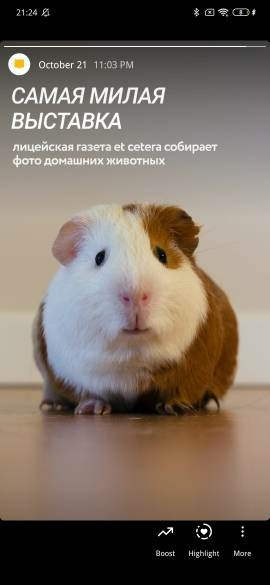 21:24
October 21 11:03 PM
САМАЯ МИЛАЯ
ВЫСТАВКА
лицейская газета et cetera собирает
фото домашних животных
Boost Highlight More